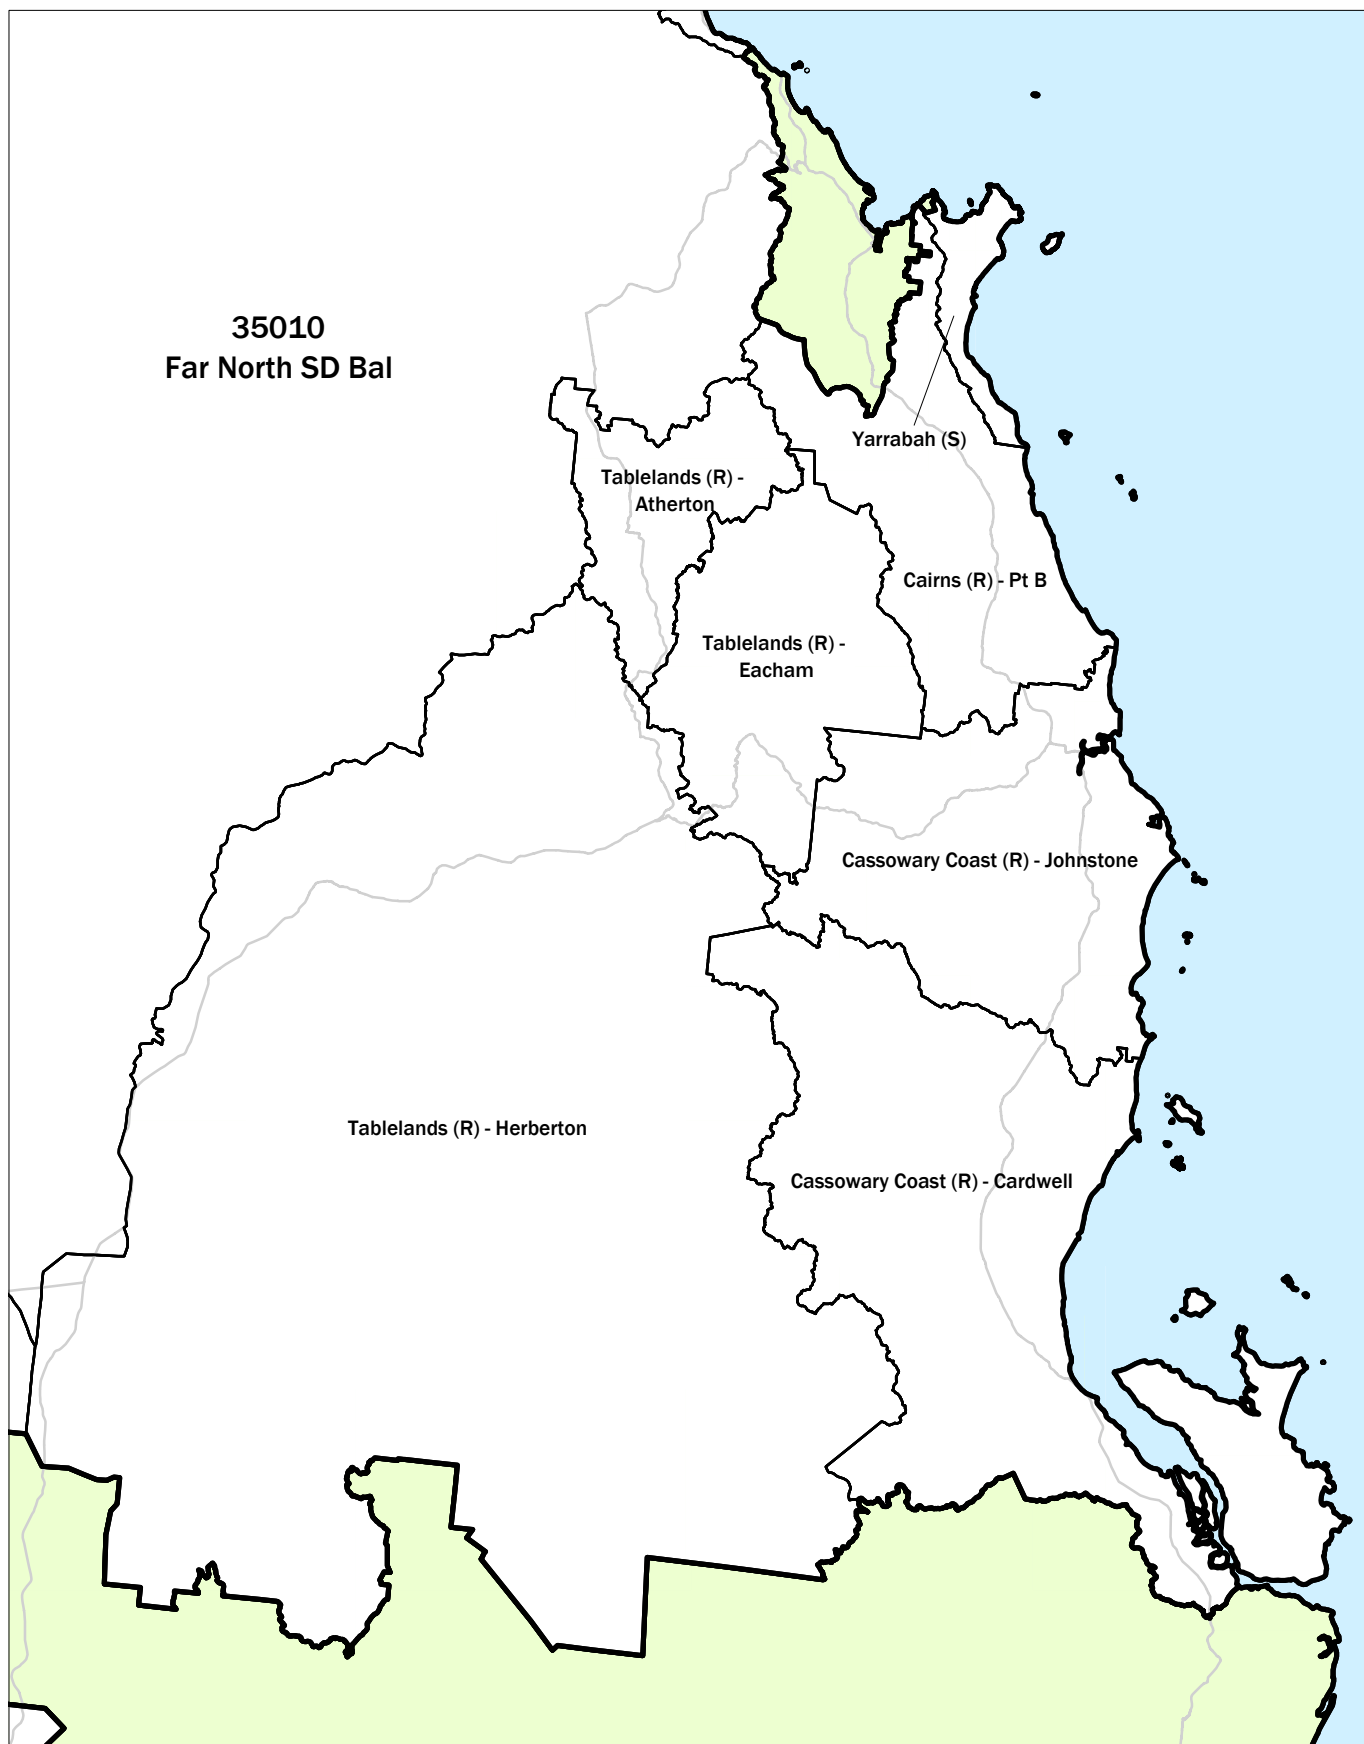 35010
Far North SD Bal
Yarrabah (S)
Tablelands (R) -
Atherton
Cairns (R) - Pt B
Tablelands (R) -
Eacham
Cassowary Coast (R) - Johnstone
Tablelands (R) - Herberton
Cassowary Coast (R) - Cardwell